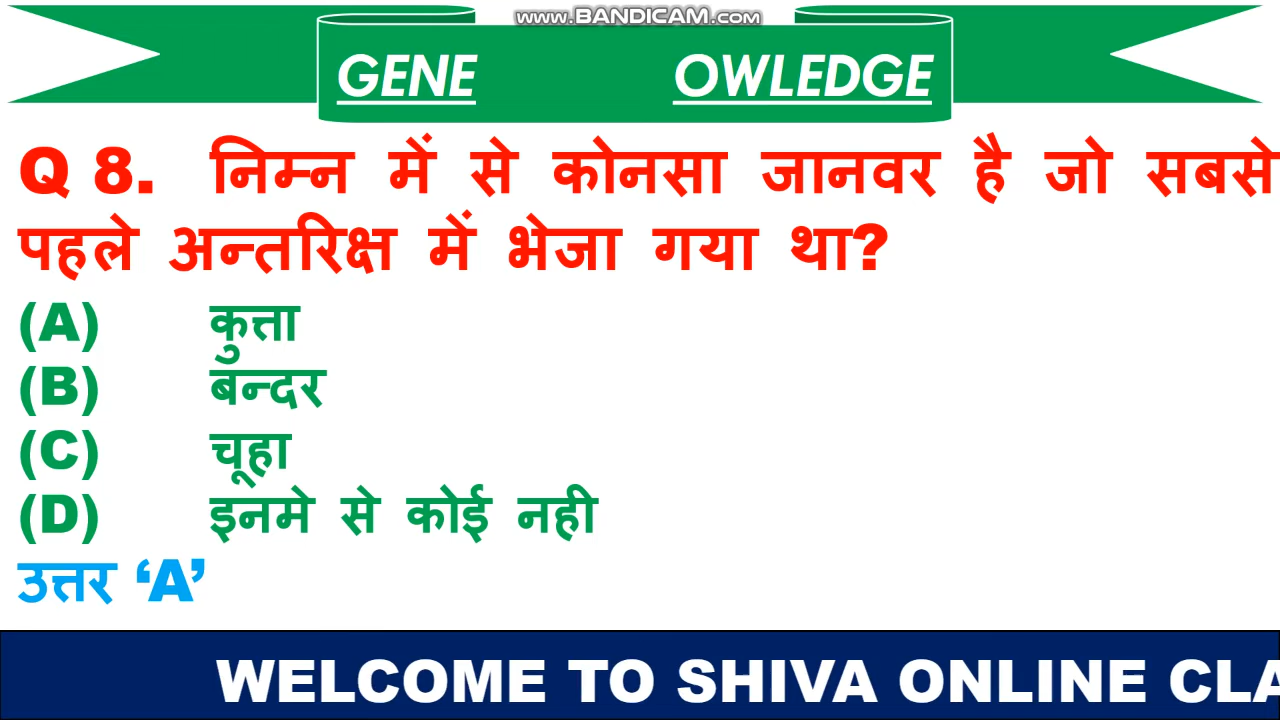 www.BANDICAM.com
GENE OWLEDGE
Q 8. निम्न में से कोनसा जानवर है जो सबसे
पहले अन्तरिक्ष में भेजा गया था?
(A) कुत्ता
(B) बन्दर
(C) चूहा
(D) इनमे से कोई नही
उत्तर ‘A’
WELCOME TO SHIVA ONLINE CLA